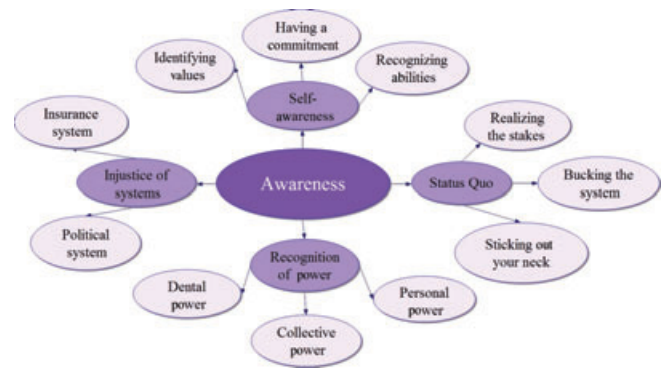 Having a
commitment
Identifying
values
Recognizing
abilities
Self-
awareness
Insurance
system
Realizing
the stakes
Injustice of
systems
Awareness
Status Quo
Bucking the
system
Political
system
Sticking out
your neck
Recognition
of power
Dental
power
Personal
power
Collective
power